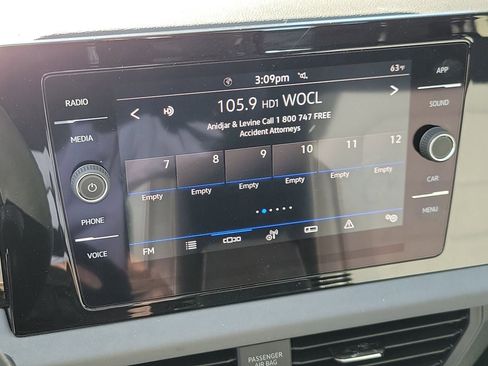 3:09pm
63°F
RADIO
MEDIA
PHONE
VOICE
APP
SOUND
CAR
MENU
< HD 105.9 HD1 WOCL >
Anidjar & Levine Call 1 800 747 FREE
Accident Attorneys
7 8 9 10 11 12
Empty Empty Empty Empty Empty Empty
FM
PASSENGER
AIR BAG